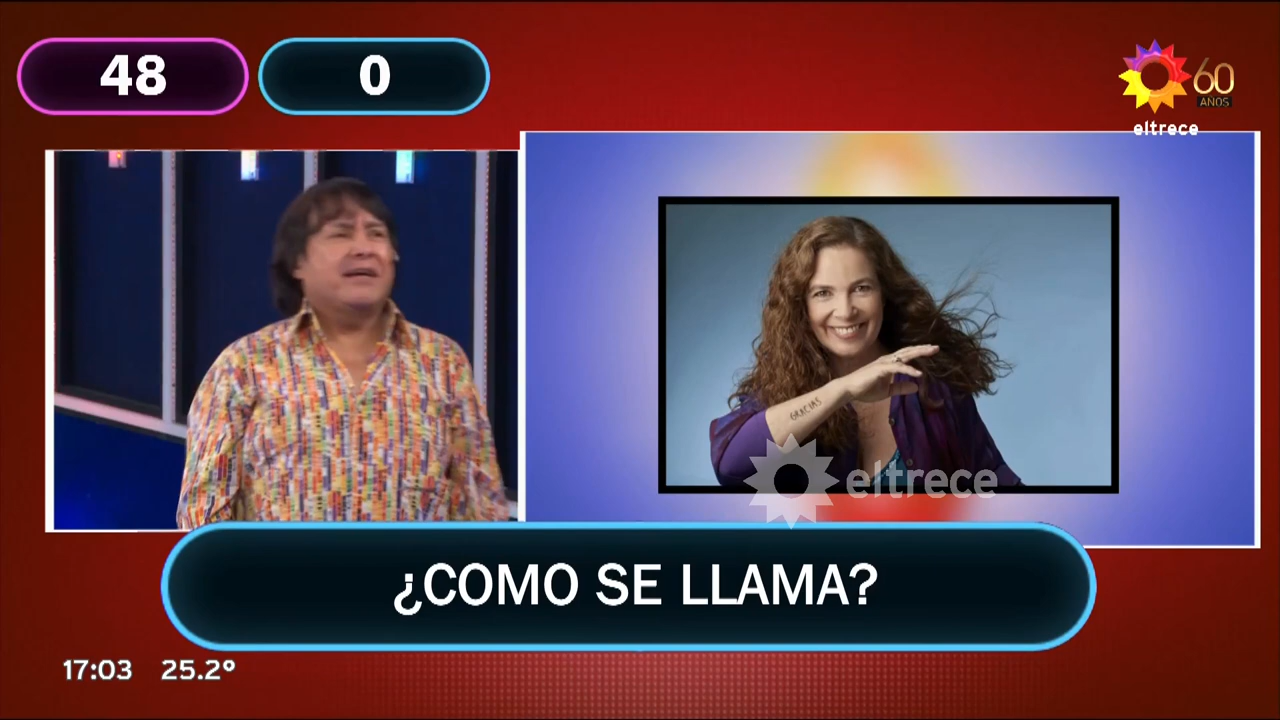 48
0
60
AÑOS
eltrece
GRACIAS
eltrece
¿COMO SE LLAMA?
17:03 25.2°